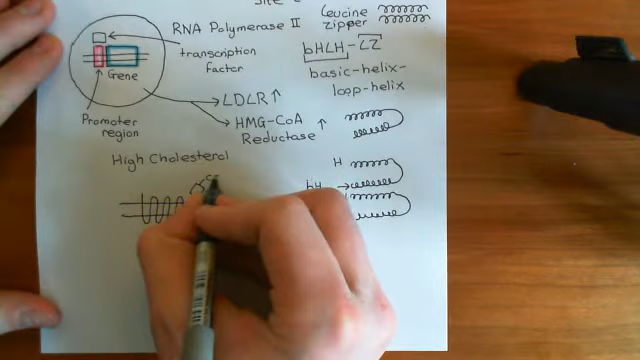 RNA Polymerase II
Leucine
zipper
transcription
factor
bHLH-LZ
basic-helix-
loop-helix
Gene
LDLR ↑
HMG-CoA
Reductase ↑
Promoter
region
High Cholesterol
H
bH